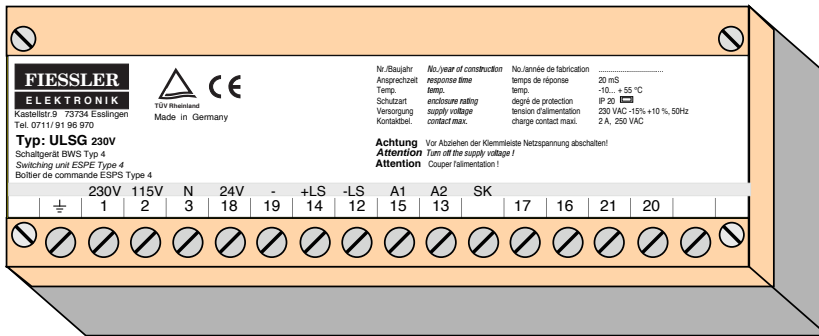 FIESSLER
ELEKTRONIK
Kastellstr.9 73734 Esslingen
Tel. 0711/ 91 96 970
TÜV Rheinland
CE
Made in Germany
Typ: ULSG 230V
Schaltgerät BWS Typ 4
Switching unit ESPE Type 4
Boîtier de commande ESPS Type 4
Nr./Baujahr No./year of construction No./année de fabrication ................................
Ansprechzeit response time temps de réponse 20 mS
Temp. temp. temp. -10... + 55 °C
Schutzart enclosure rating degré de protection IP 20
Versorgung supply voltage tension d'alimentation 230 VAC -15% +10 %, 50Hz
Kontaktbel. contact max. charge contact maxi. 2 A, 250 VAC
Achtung Vor Abziehen der Klemmleiste Netzspannung abschalten!
Attention Turn off the supply voltage !
Attention Couper l'alimentation !
230V 115V N 24V - +LS -LS A1 A2 SK
1 2 3 18 19 14 12 15 13 17 16 21 20